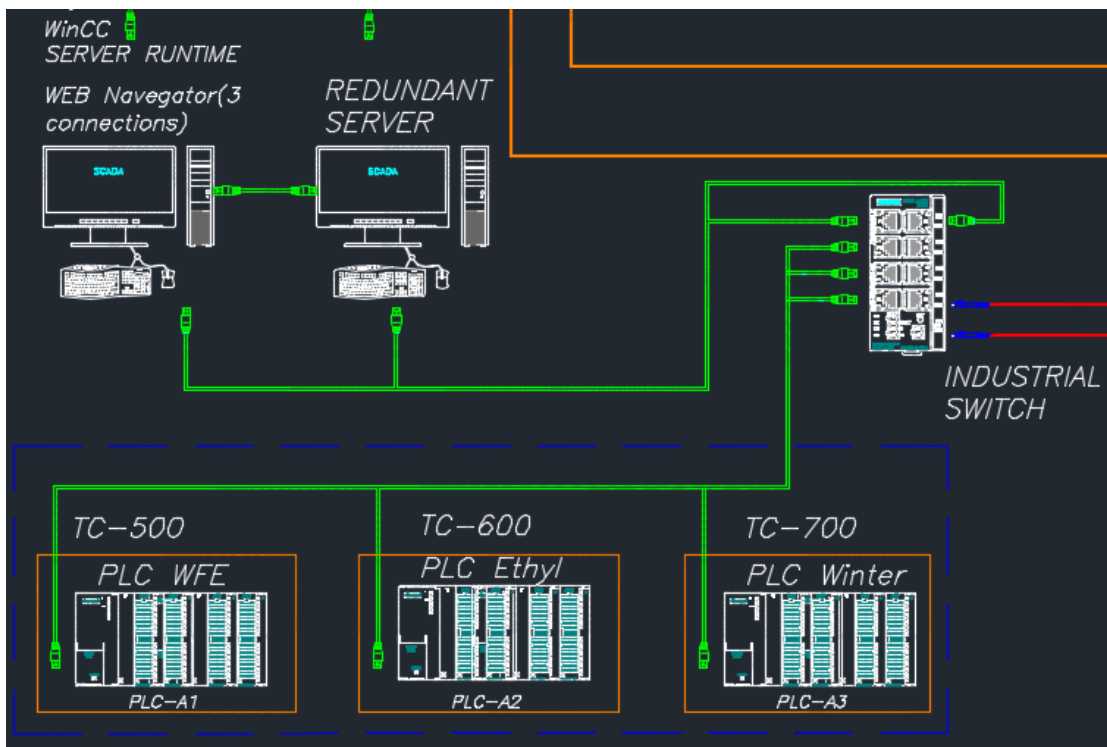 WinCC
SERVER RUNTIME
WEB Navegator(3
connections)
REDUNDANT
SERVER
SCADA
SCADA
INDUSTRIAL
SWITCH
TC-500
TC-600
TC-700
PLC WFE
PLC Ethyl
PLC Winter
PLC-A1
PLC-A2
PLC-A3